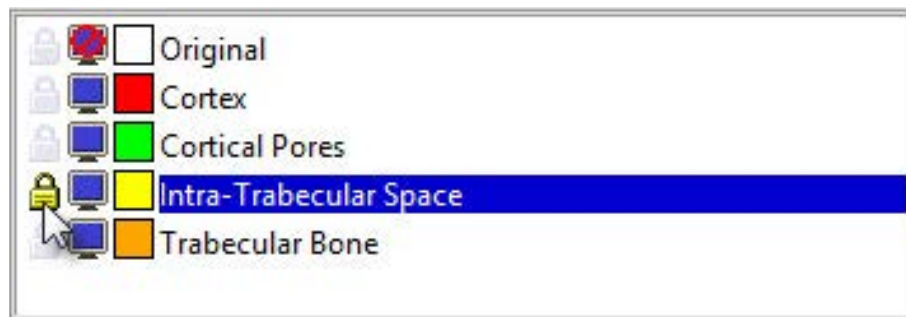 Original
Cortex
Cortical Pores
Intra-Trabecular Space
Trabecular Bone